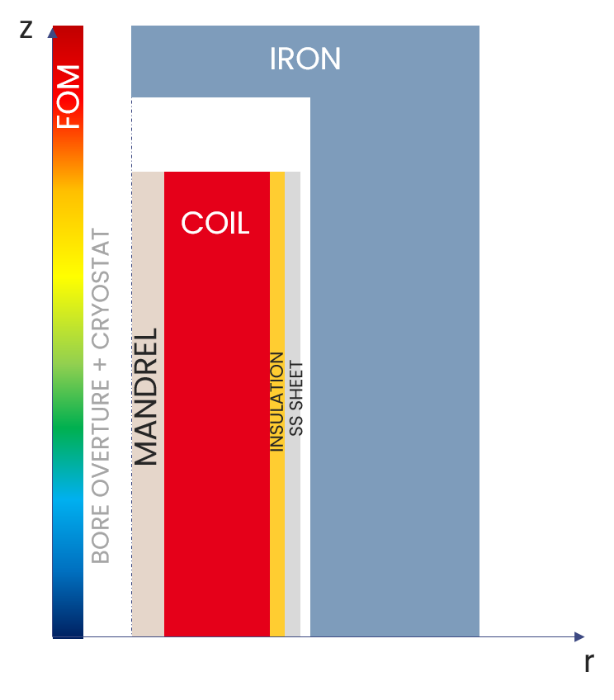 z
FOM
IRON
COIL
BORE OVERTURE + CRYOSTAT
MANDREL
INSULATION
SS SHEET
r